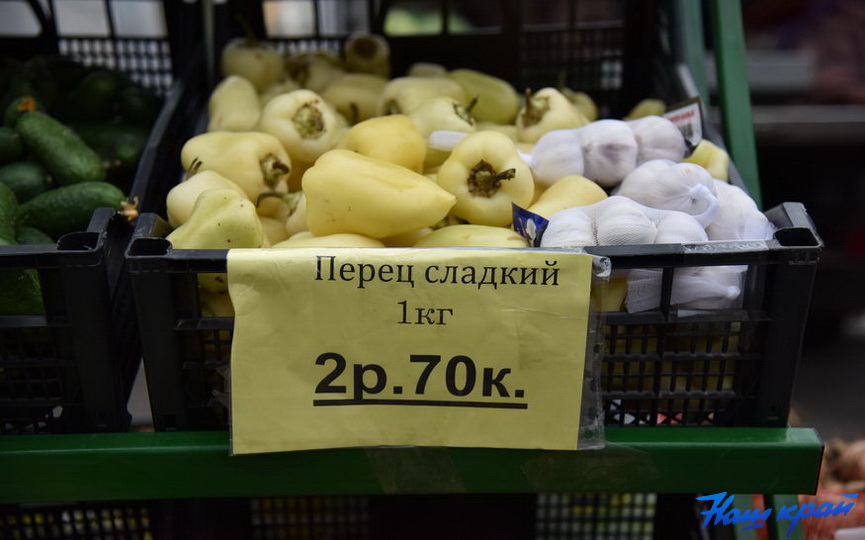 Перец сладкий
1кг
2р.70к.
Наш край